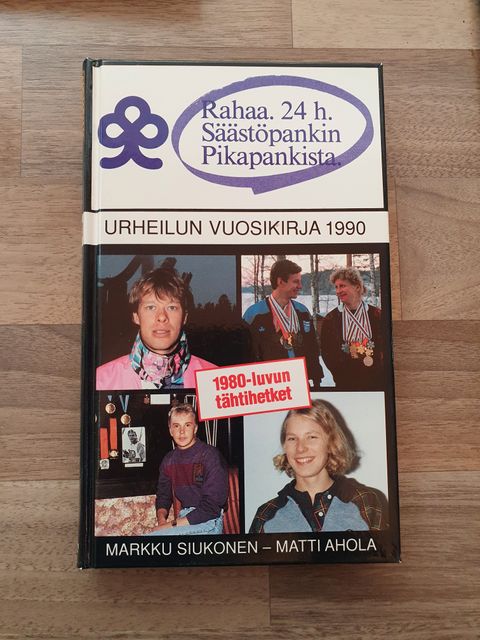 Rahaa. 24 h.
Säästöpankin
Pikapankista.
URHEILUN VUOSIKIRJA 1990
1980-luvun
tähtihetket
MARKKU SIUKONEN – MATTI AHOLA